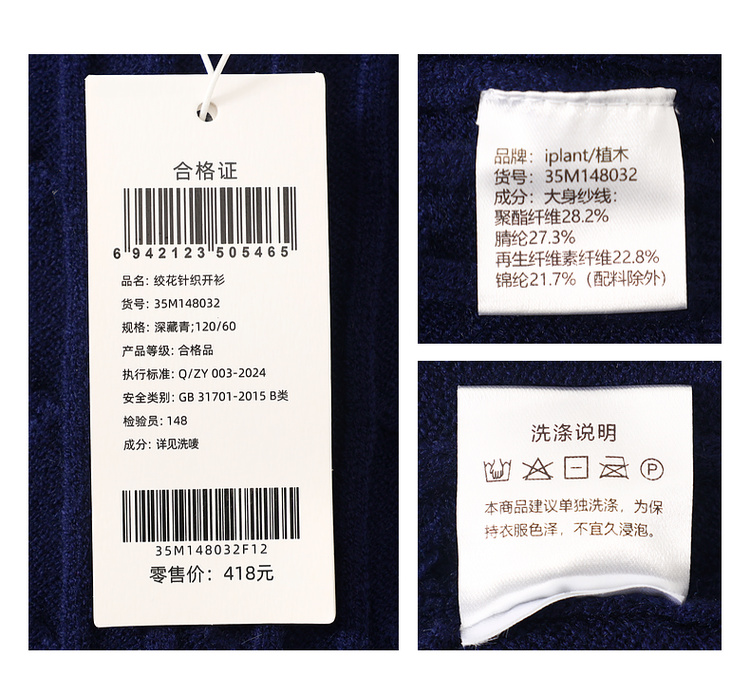 合格证
6 942123 505465
品名: 绞花针织开衫
货号: 35M148032
规格: 深藏青;120/60
产品等级: 合格品
执行标准: Q/ZY 003-2024
安全类别: GB 31701-2015 B类
检验员: 148
成分: 详见洗唛
35M148032F12
零售价: 418元
品牌: iplant/植木
货号: 35M148032
成分: 大身纱线:
聚酯纤维28.2%
腈纶27.3%
再生纤维素纤维22.8%
锦纶21.7% (配料除外)
洗涤说明
P
本商品建议单独洗涤，为保
持衣服色泽，不宜久浸泡。